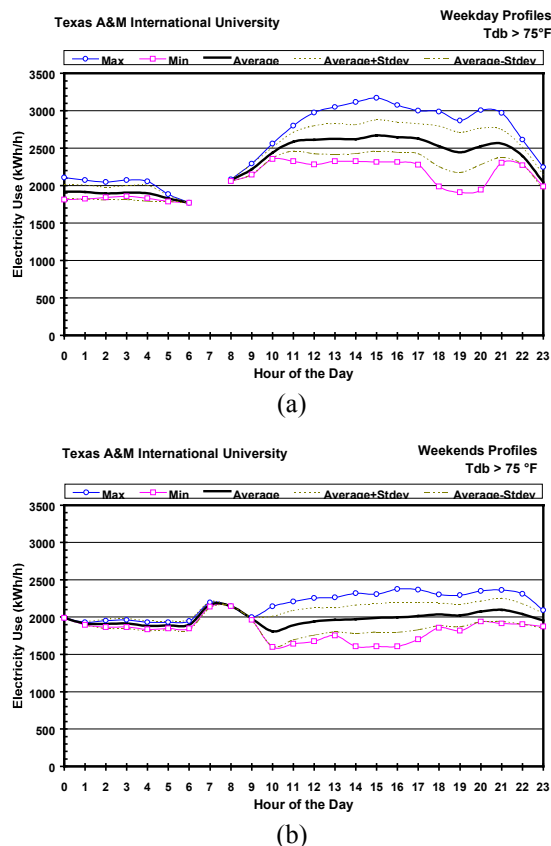 Texas A&M International University
Weekday Profiles
Tdb > 75°F
Max Min Average Average+Stdev Average-Stdev
Electricity Use (kWh/h)
3500
3000
2500
2000
1500
1000
500
0
0 1 2 3 4 5 6 7 8 9 10 11 12 13 14 15 16 17 18 19 20 21 22 23
Hour of the Day
(a)
Texas A&M International University
Weekends Profiles
Tdb > 75 °F
Max Min Average Average+Stdev Average-Stdev
Electricity Use (kWh/h)
3500
3000
2500
2000
1500
1000
500
0
0 1 2 3 4 5 6 7 8 9 10 11 12 13 14 15 16 17 18 19 20 21 22 23
Hour of the Day
(b)